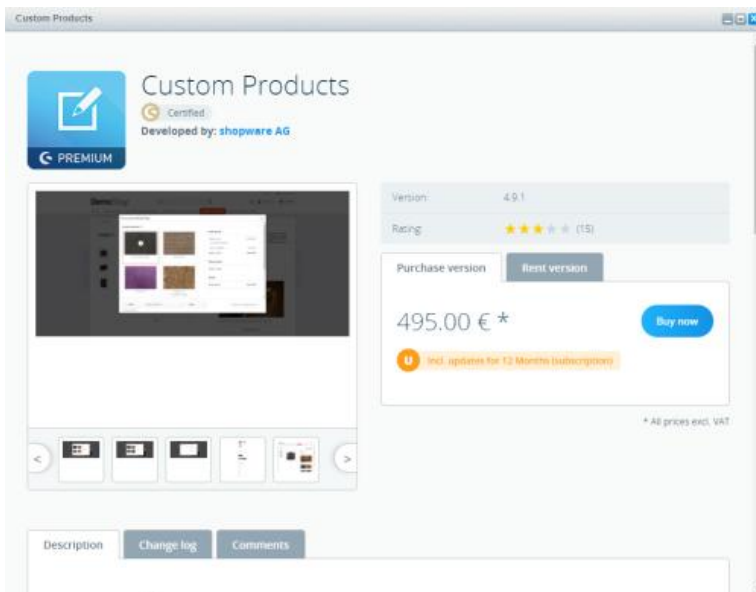 Custom Products
Custom Products
Certified
Developed by: shopware AG
PREMIUM
Version: 4.9.1
Rating: (15)
Purchase version
Rent version
495.00 € *
Buy now
U Incl. updates for 12 Months (subscription)
* All prices excl. VAT
< >
Description
Change log
Comments